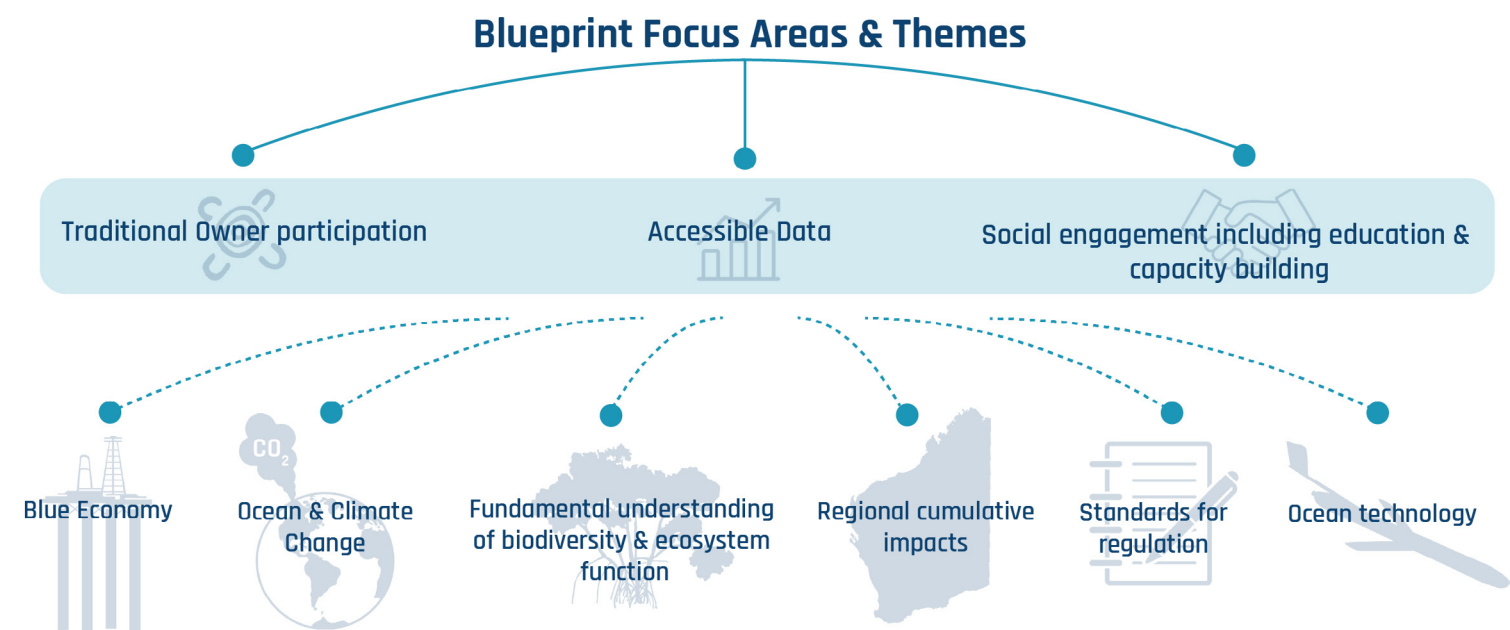 Blueprint Focus Areas & Themes
Traditional Owner participation
Accessible Data
Social engagement including education &
capacity building
CO2
Blue Economy
Ocean & Climate
Change
Fundamental understanding
of biodiversity & ecosystem
function
Regional cumulative
impacts
Standards for
regulation
Ocean technology